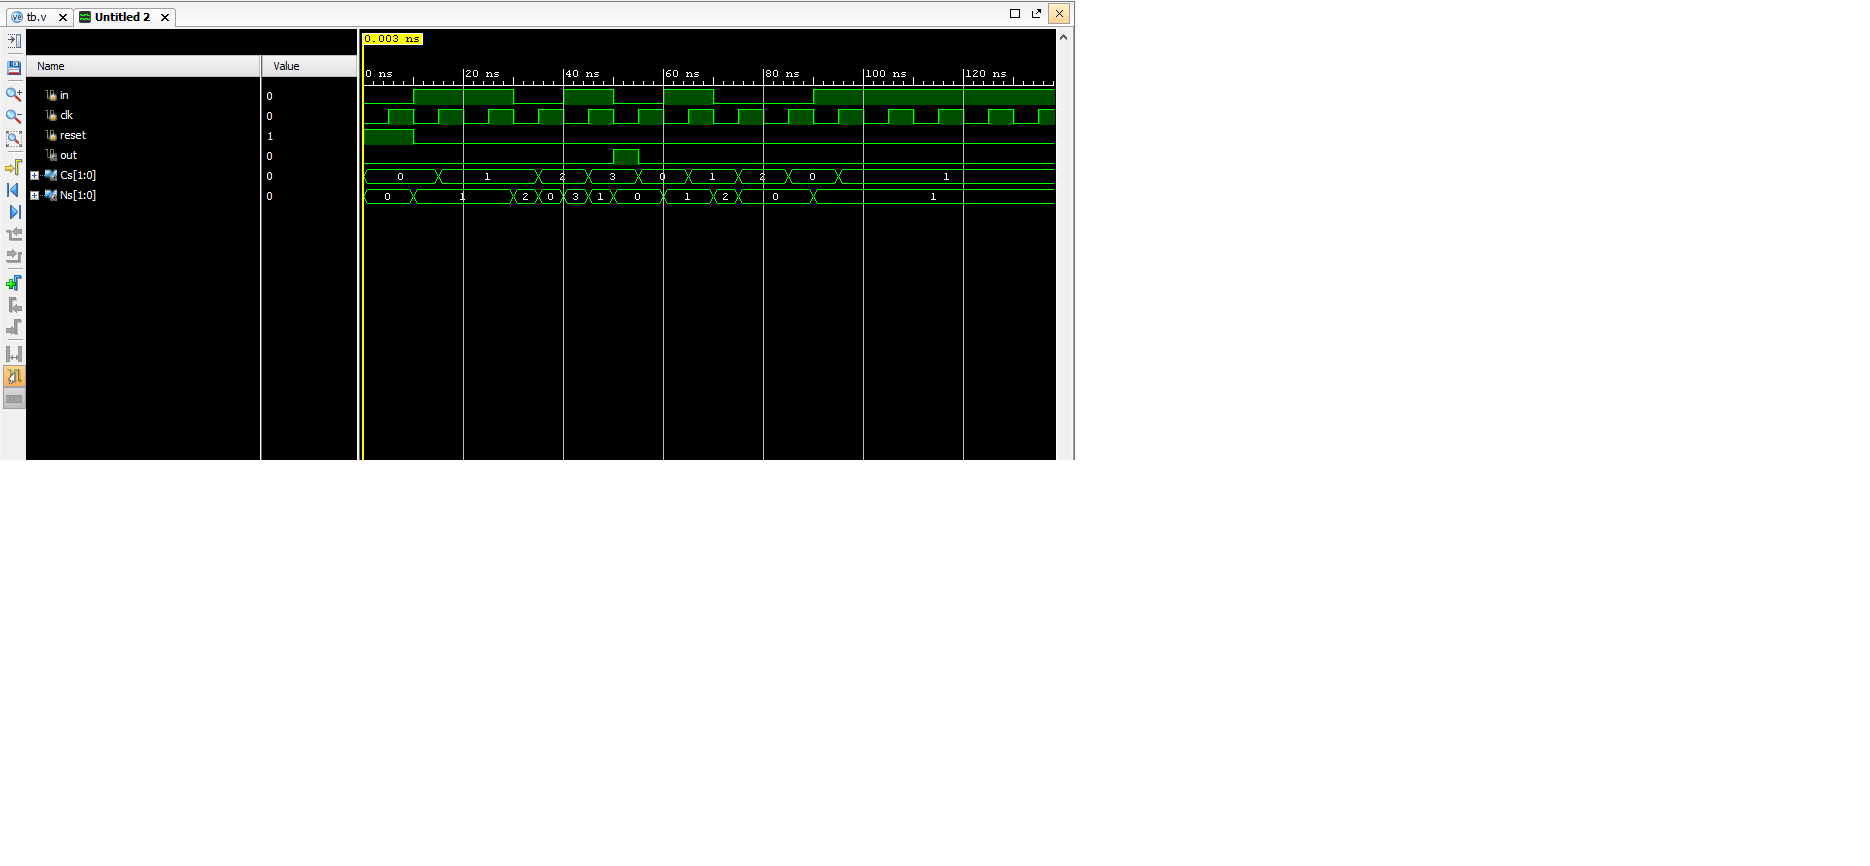 tb.v Untitled 2
0.003 ns
Name Value
0 ns 20 ns 40 ns 60 ns 80 ns 100 ns 120 ns
in 0
clk 0
reset 1
out 0
Cs[1:0] 0 0 1 2 3 0 1 2 0 1
Ns[1:0] 0 0 1 2 0 3 1 0 1 2 0 1